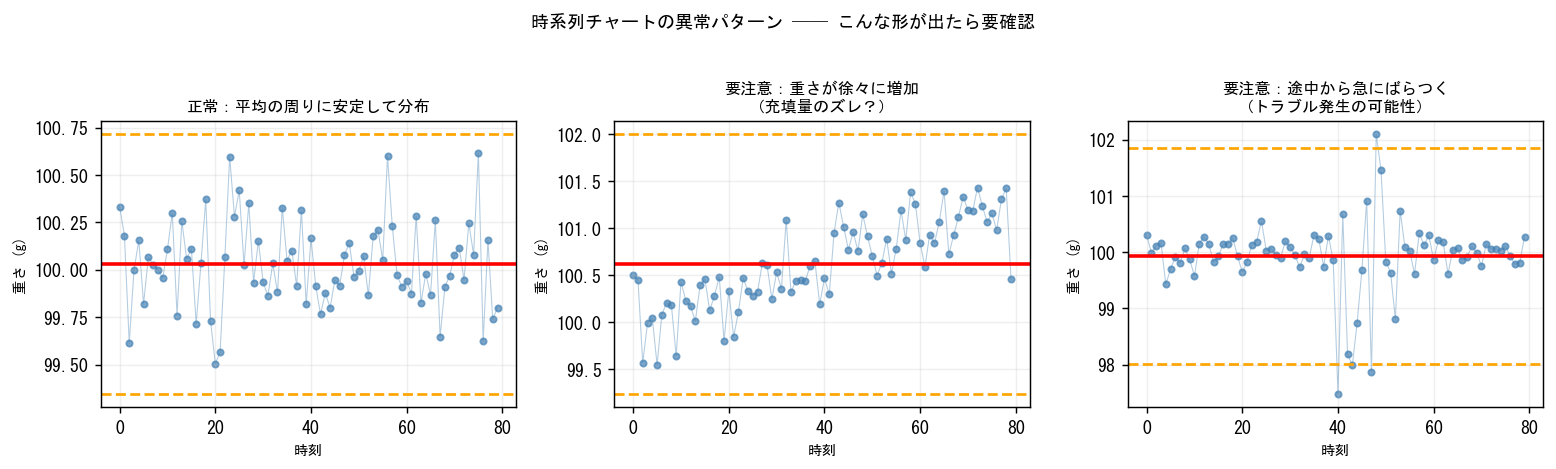 時系列チャートの異常パターン ―― こんな形が出たら要確認
正常：平均の周りに安定して分布
100.75
100.50
100.25
100.00
99.75
99.50
重さ (g)
0
20
40
60
80
時刻
要注意：重さが徐々に増加
(充填量のズレ？)
102.0
101.5
101.0
100.5
100.0
99.5
重さ (g)
0
20
40
60
80
時刻
要注意：途中から急にばらつく
(トラブル発生の可能性)
102
101
100
99
98
重さ (g)
0
20
40
60
80
時刻